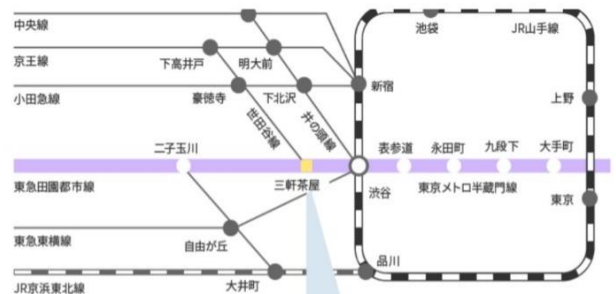 中央線
池袋
JR山手線
京王線
下高井戸
明大前
新宿
小田急線
豪徳寺
下北沢
上野
世田谷線
井の頭線
二子玉川
表参道
永田町
九段下
大手町
東急田園都市線
三軒茶屋
渋谷
東京メトロ半蔵門線
東京
東急東横線
自由が丘
品川
JR京浜東北線
大井町